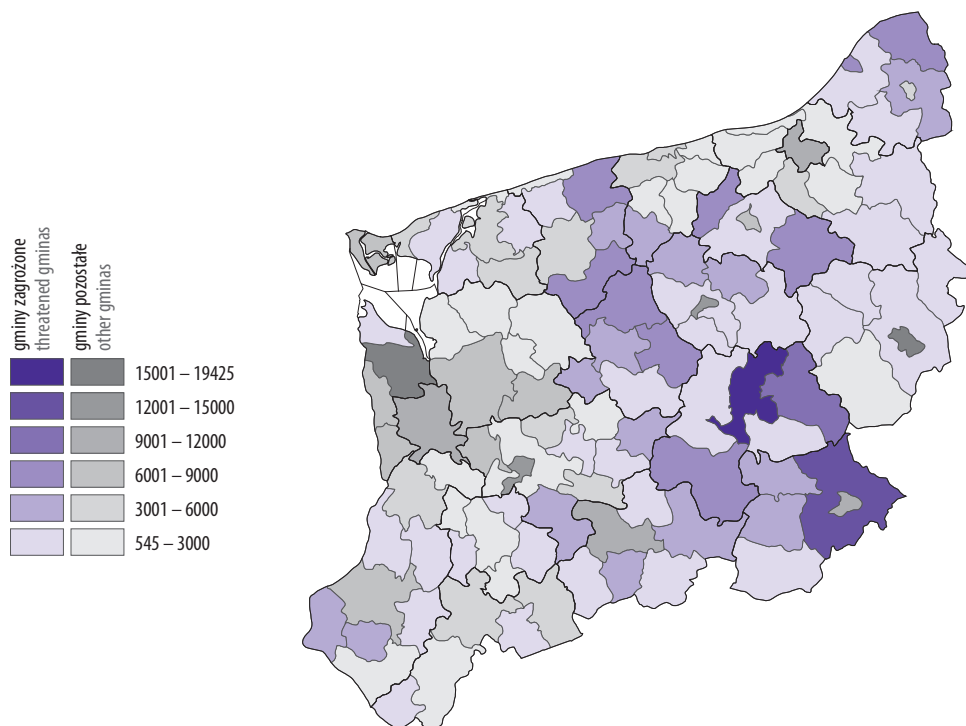 gminy zagrożone
threatened gminas
gminy pozostałe
other gminas
15001 – 19425
12001 – 15000
9001 – 12000
6001 – 9000
3001 – 6000
545 – 3000